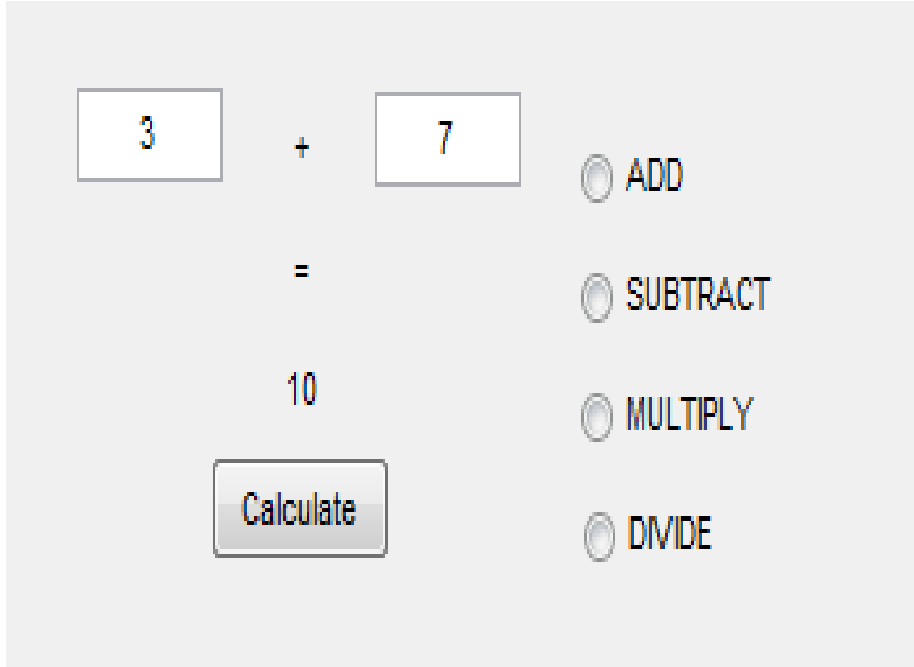 3 + 7
=
10
Calculate
ADD
SUBTRACT
MULTIPLY
DIVIDE